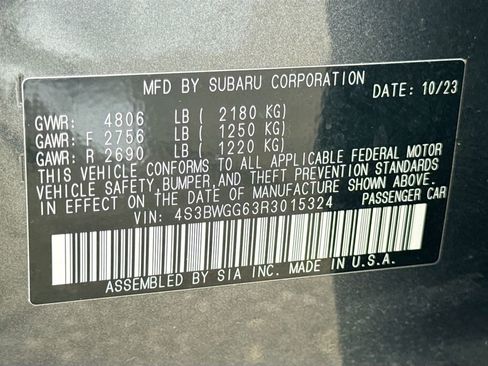 MFD BY SUBARU CORPORATION
DATE: 10/23
GVWR: 4806 LB ( 2180 KG)
GAWR: F 2756 LB ( 1250 KG)
GAWR: R 2690 LB ( 1220 KG)
THIS VEHICLE CONFORMS TO ALL APPLICABLE FEDERAL MOTOR
VEHICLE SAFETY, BUMPER, AND THEFT PREVENTION STANDARDS
IN EFFECT ON THE DATE OF MANUFACTURE SHOWN ABOVE.
VIN: 4S3BWGG63R3015324 PASSENGER CAR
ASSEMBLED BY SIA INC. MADE IN U.S.A.